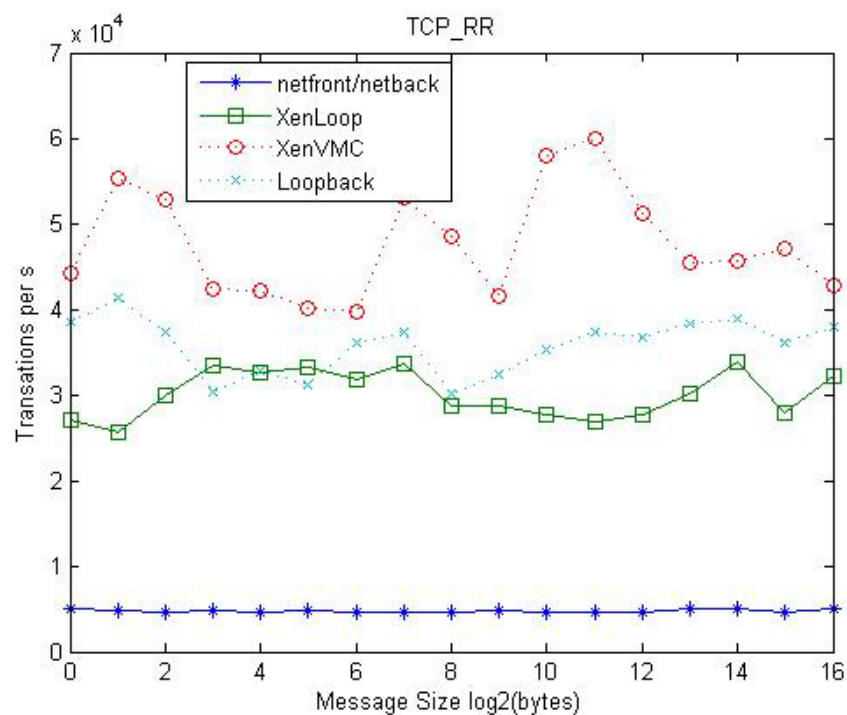 TCP_RR
x 10^4
netfront/netback
XenLoop
XenVMC
Loopback
Transations per s
7
6
5
4
3
2
1
0
0 2 4 6 8 10 12 14 16
Message Size log2(bytes)